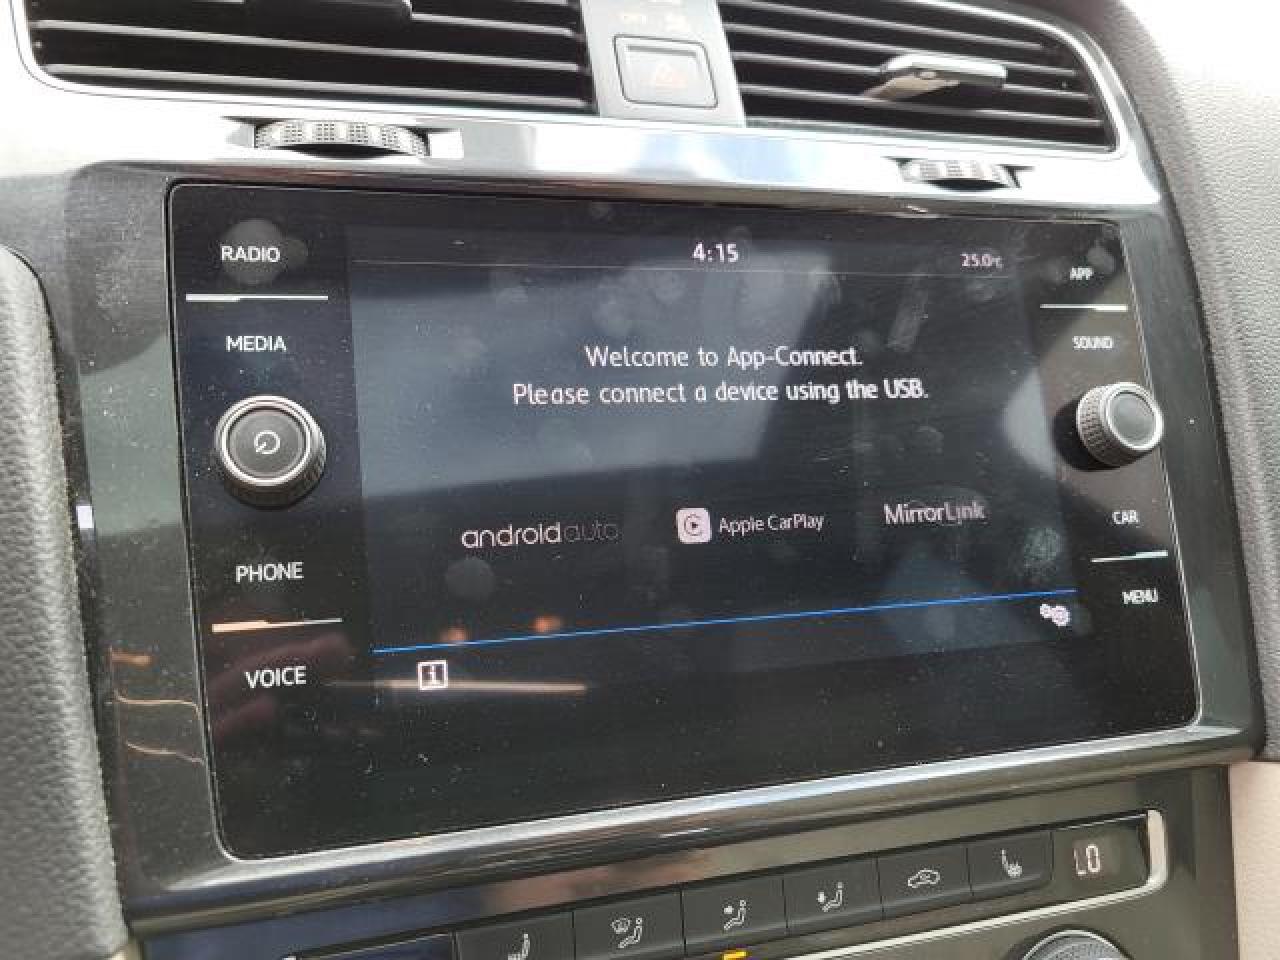 RADIO
4:15
25.0°C
APP
MEDIA
SOUND
Welcome to App-Connect.
Please connect a device using the USB.
androidauto
Apple CarPlay
MirrorLink
CAR
PHONE
MENU
VOICE
i
LO